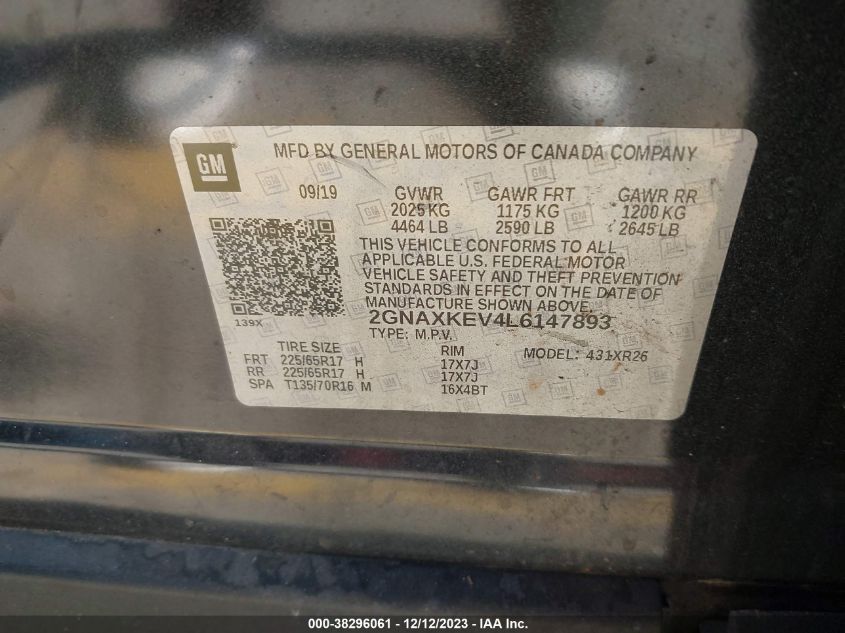 GM
MFD BY GENERAL MOTORS OF CANADA COMPANY
09/19 GVWR GAWR FRT GAWR RR
2025 KG 1175 KG 1200 KG
4464 LB 2590 LB 2645 LB
THIS VEHICLE CONFORMS TO ALL
APPLICABLE U.S. FEDERAL MOTOR
VEHICLE SAFETY AND THEFT PREVENTION
STANDARDS IN EFFECT ON THE DATE OF
MANUFACTURE SHOWN ABOVE.
139X
2GNAXKEV4L6147893
TYPE: M.P.V.
TIRE SIZE RIM MODEL: 431XR26
FRT 225/65R17 H 17X7J
RR 225/65R17 H 17X7J
SPA T135/70R16 M 16X4BT
000-38296061 - 12/12/2023 - IAA Inc.